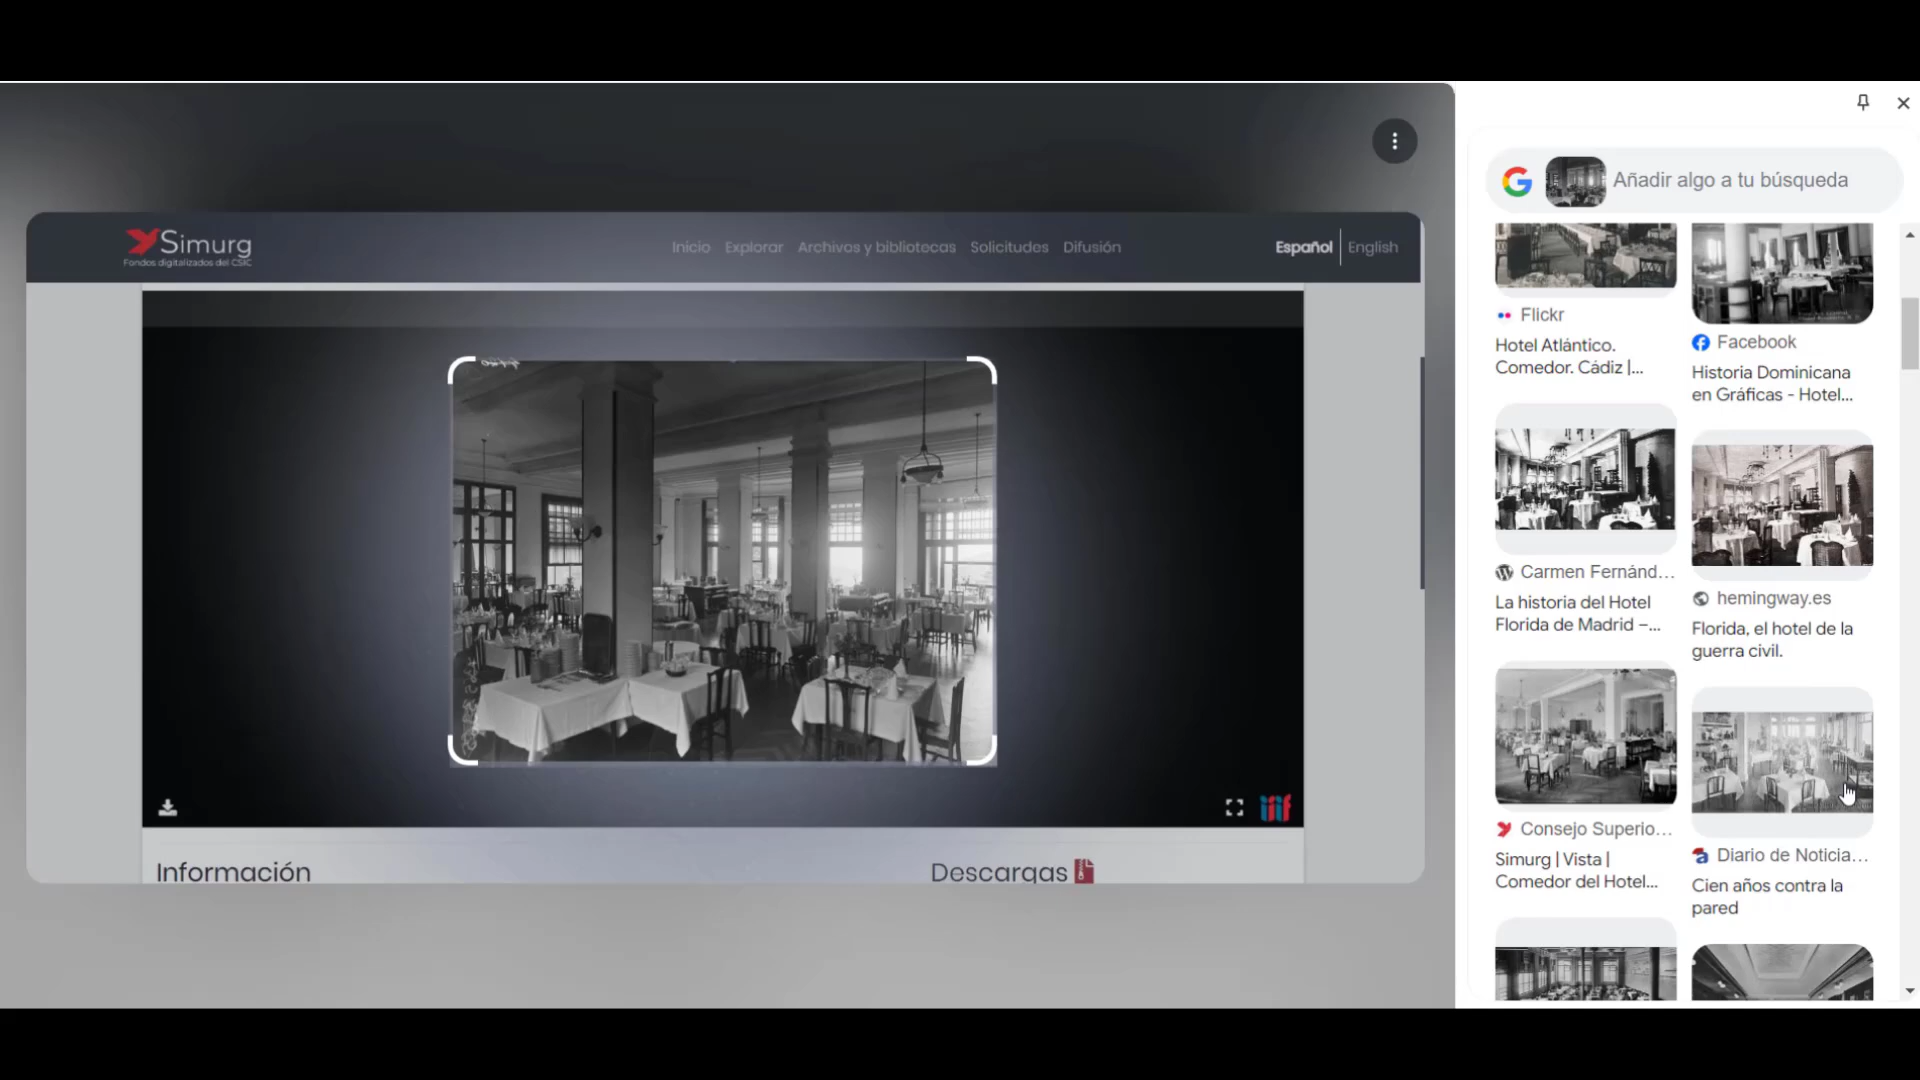 Simurg
Fondos digitalizados del CSIC
Inicio Explorar Archivos y bibliotecas Solicitudes Difusión
Español English
Información
Descargas
Añadir algo a tu búsqueda
Flickr
Hotel Atlántico.
Comedor. Cádiz |...
Facebook
Historia Dominicana
en Gráficas - Hotel...
Carmen Fernánd...
La historia del Hotel
Florida de Madrid –...
hemingway.es
Florida, el hotel de la
guerra civil.
Consejo Superio...
Simurg | Vista |
Comedor del Hotel...
Diario de Noticia...
Cien años contra la
pared